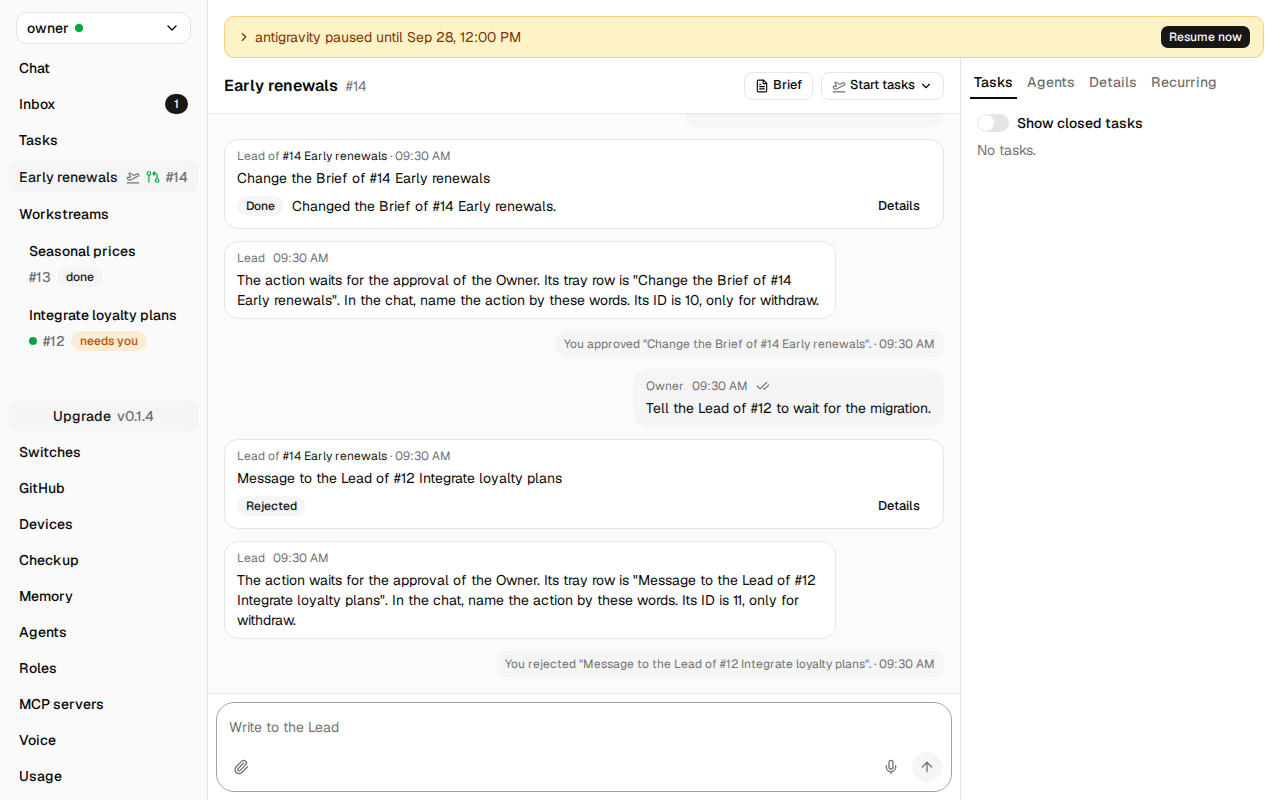 owner
Chat
Inbox
1
Tasks
Early renewals #14
Workstreams
Seasonal prices
#13 done
Integrate loyalty plans
#12 needs you
Upgrade v0.1.4
Switches
GitHub
Devices
Checkup
Memory
Agents
Roles
MCP servers
Voice
Usage
antigravity paused until Sep 28, 12:00 PM
Resume now
Early renewals #14
Brief
Start tasks
Lead of #14 Early renewals · 09:30 AM
Change the Brief of #14 Early renewals
Done Changed the Brief of #14 Early renewals.
Details
Lead 09:30 AM
The action waits for the approval of the Owner. Its tray row is "Change the Brief of #14
Early renewals". In the chat, name the action by these words. Its ID is 10, only for withdraw.
You approved "Change the Brief of #14 Early renewals". · 09:30 AM
Owner 09:30 AM
Tell the Lead of #12 to wait for the migration.
Lead of #14 Early renewals · 09:30 AM
Message to the Lead of #12 Integrate loyalty plans
Rejected
Details
Lead 09:30 AM
The action waits for the approval of the Owner. Its tray row is "Message to the Lead of #12
Integrate loyalty plans". In the chat, name the action by these words. Its ID is 11, only for
withdraw.
You rejected "Message to the Lead of #12 Integrate loyalty plans". · 09:30 AM
Write to the Lead
Tasks Agents Details Recurring
Show closed tasks
No tasks.